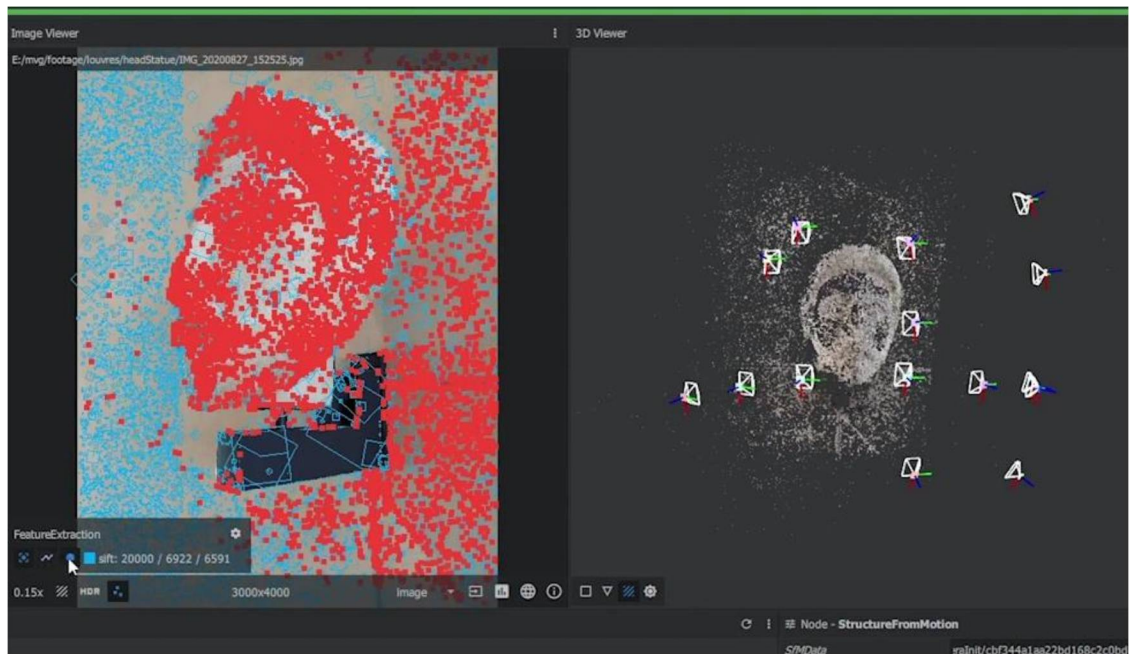 Image Viewer
E:/mvg/footage/louvres/headStatue/IMG_20200827_152525.jpg
3D Viewer
FeatureExtraction
sift: 20000 / 6922 / 6591
0.15x HDR 3000x4000 Image
Node - StructureFromMotion
SfMData